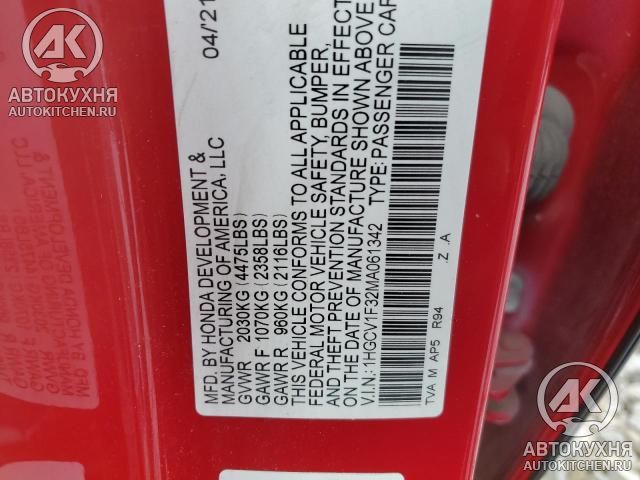 04/21
MFD. BY HONDA DEVELOPMENT &
MANUFACTURING OF AMERICA, LLC
GVWR 2030KG (4475LBS)
GAWR F 1070KG (2358LBS)
GAWR R 960KG (2116LBS)
THIS VEHICLE CONFORMS TO ALL APPLICABLE
FEDERAL MOTOR VEHICLE SAFETY, BUMPER,
AND THEFT PREVENTION STANDARDS IN EFFECT
ON THE DATE OF MANUFACTURE SHOWN ABOVE
V.I.N.: 1HGCV1F32MA061342 TYPE: PASSENGER CAR
TVA M AP5 R94 .Z .A
АК
АВТОКУХНЯ
AUTOKITCHEN.RU
АК
АВТОКУХНЯ
AUTOKITCHEN.RU